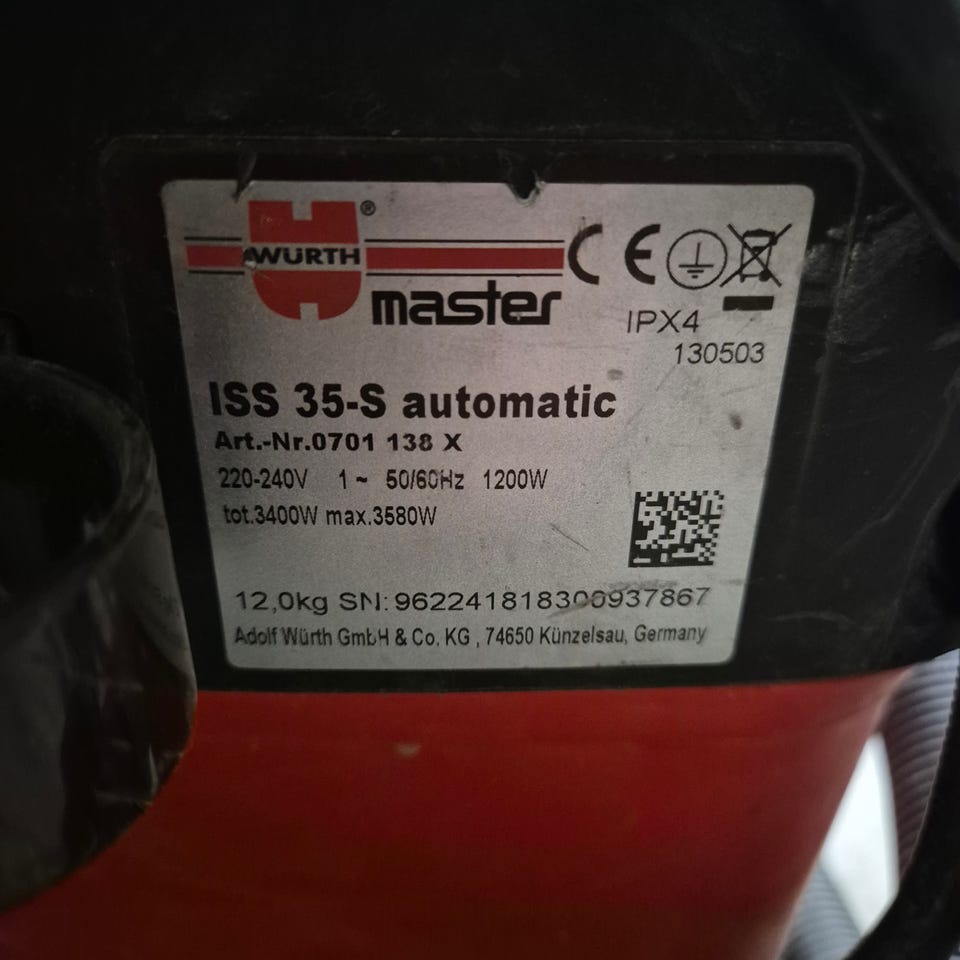 WURTH ®
master
IPX4
130503
ISS 35-S automatic
Art.-Nr.0701 138 X
220-240V 1~ 50/60Hz 1200W
tot.3400W max.3580W
12,0kg SN:962241818300937867
Adolf Würth GmbH & Co. KG , 74650 Künzelsau, Germany